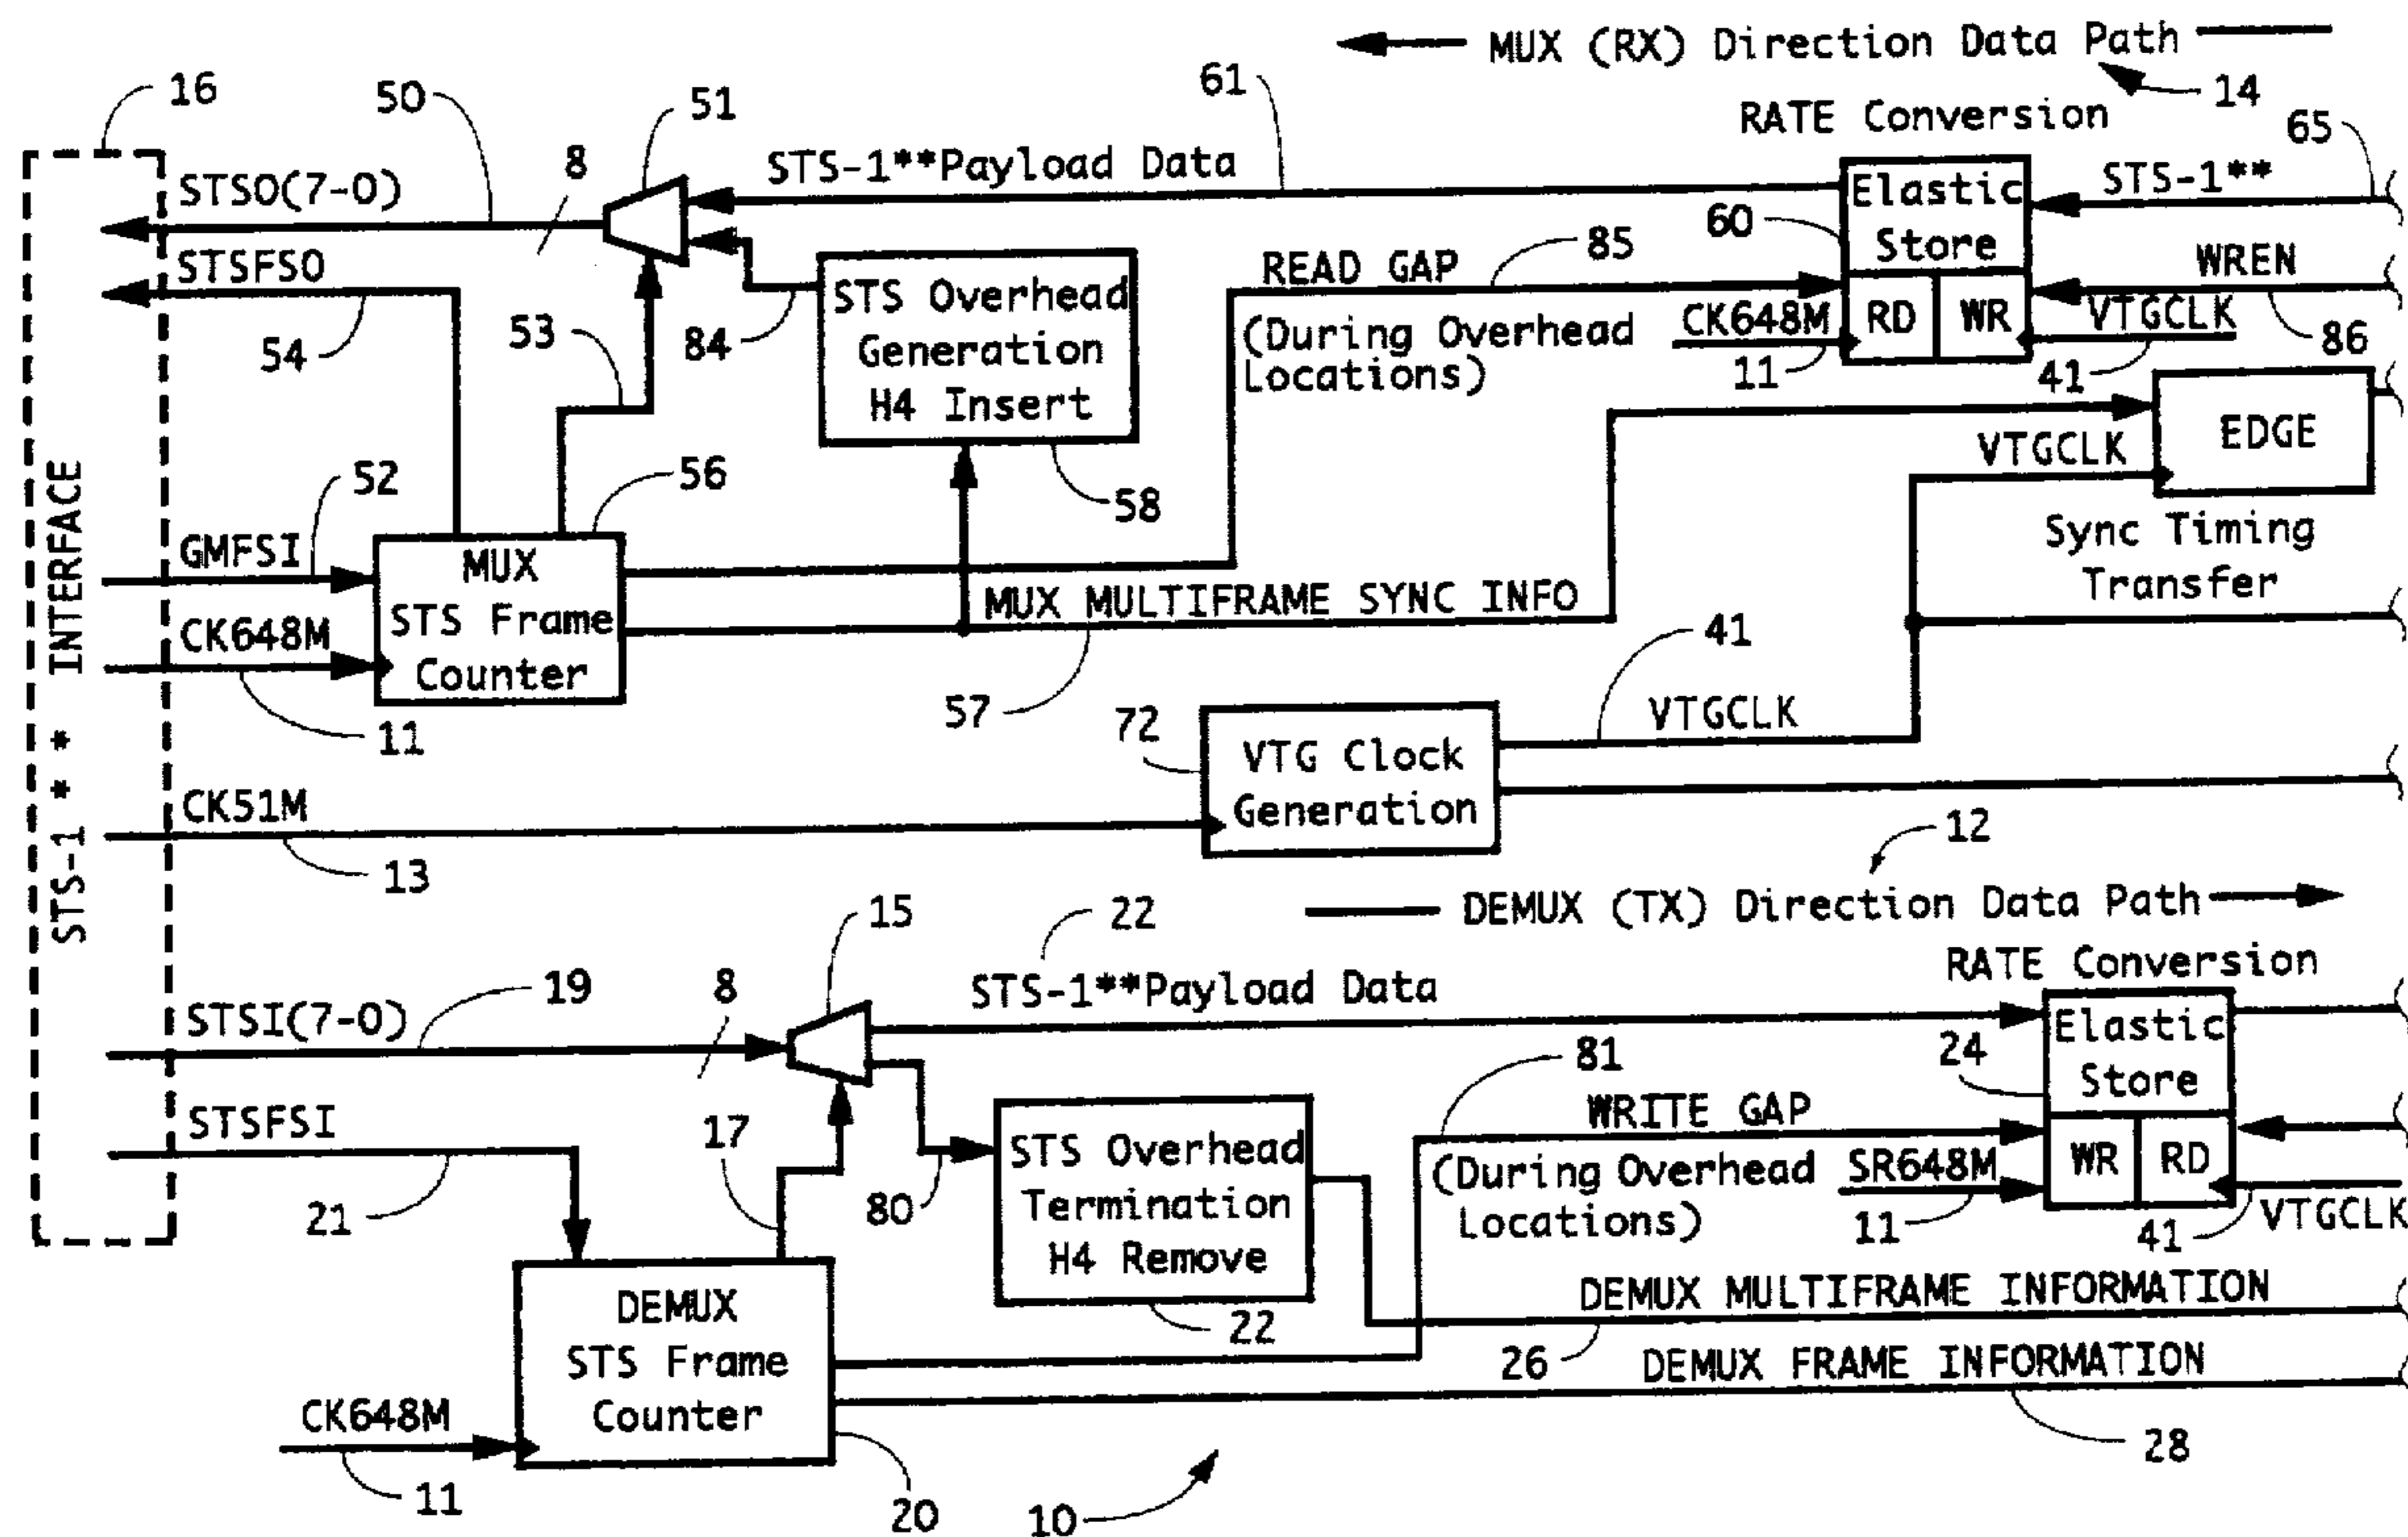 MUX (RX) Direction Data Path
14
16
50
51
61
RATE Conversion
65
STSO(7-0)
8
STS-1**Payload Data
Elastic
Store
STS-1**
60
STSFSO
54
53
84
STS Overhead
Generation
H4 Insert
READ GAP
85
(During Overhead
Locations)
CK648M
11
RD
WR
WREN
VTGCLK
86
41
EDGE
VTGCLK
Sync Timing
Transfer
52
56
58
GMFSI
MUX
STS Frame
Counter
CK648M
11
MUX MULTIFRAME SYNC INFO
57
41
VTGCLK
72
VTG Clock
Generation
STS-1 * * INTERFACE
CK51M
13
12
DEMUX (TX) Direction Data Path
15
22
STS-1**Payload Data
RATE Conversion
19
8
STSI(7-0)
Elastic
Store
24
81
WRITE GAP
(During Overhead
Locations)
SR648M
11
WR
RD
41
VTGCLK
STSFSI
21
17
80
STS Overhead
Termination
H4 Remove
22
DEMUX MULTIFRAME INFORMATION
26
DEMUX
STS Frame
Counter
DEMUX FRAME INFORMATION
28
CK648M
11
20
10